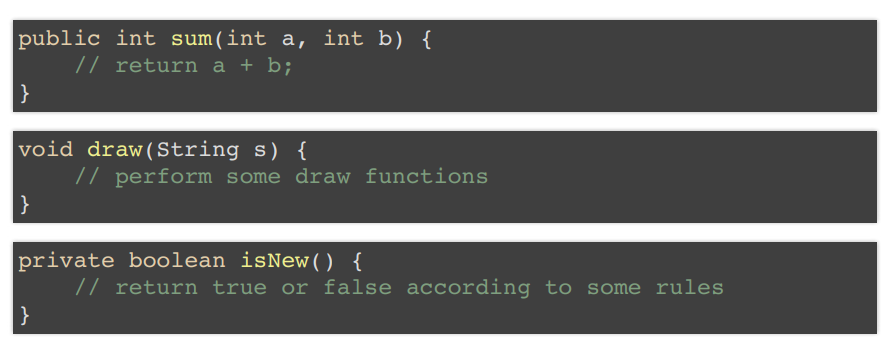 public int sum(int a, int b) {
    // return a + b;
}
void draw(String s) {
    // perform some draw functions
}
private boolean isNew() {
    // return true or false according to some rules
}